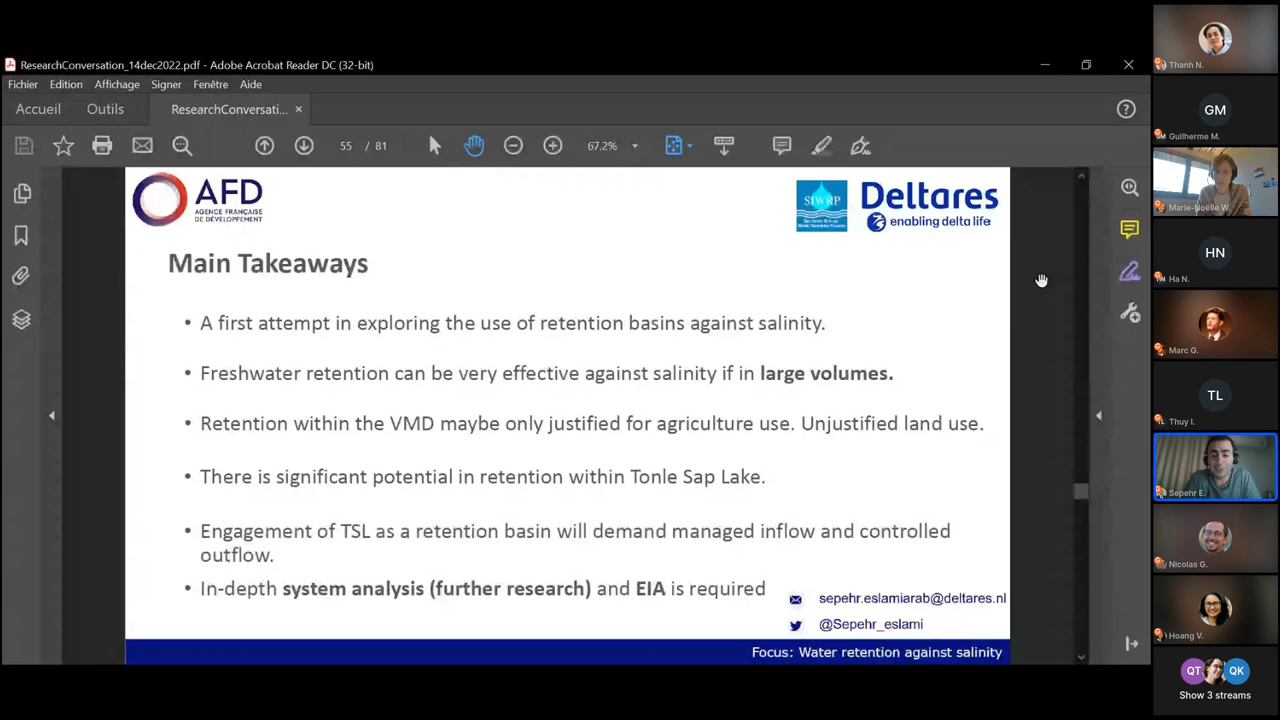 ResearchConversation_14dec2022.pdf - Adobe Acrobat Reader DC (32-bit)
Fichier Edition Affichage Signer Fenêtre Aide
Accueil Outils ResearchConversati... ×
55 / 81 67.2%
AFD
AGENCE FRANÇAISE
DE DÉVELOPPEMENT
SIWRP
Deltares
enabling delta life
Main Takeaways
• A first attempt in exploring the use of retention basins against salinity.
• Freshwater retention can be very effective against salinity if in large volumes.
• Retention within the VMD maybe only justified for agriculture use. Unjustified land use.
• There is significant potential in retention within Tonle Sap Lake.
• Engagement of TSL as a retention basin will demand managed inflow and controlled
outflow.
• In-depth system analysis (further research) and EIA is required
sepehr.eslamiarab@deltares.nl
@Sepehr_eslami
Focus: Water retention against salinity
Thanh N.
GM
Guilherme M.
Marie-Noëlle W.
HN
Ha N.
Marc G.
TL
Thuy l.
Sepehr E.
Nicolas G.
Hoang V.
QT QK
Show 3 streams